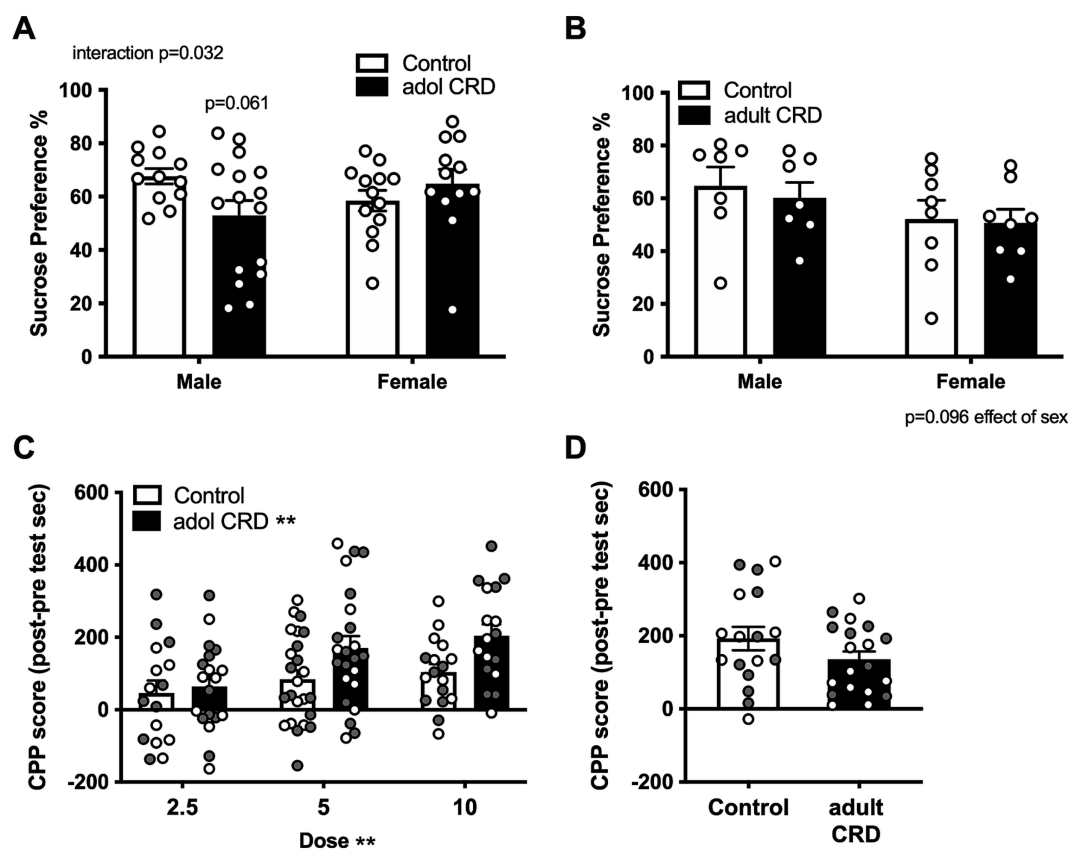 A
interaction p=0.032
Control
adol CRD
p=0.061
Sucrose Preference %
100
80
60
40
20
0
Male
Female
B
Control
adult CRD
Sucrose Preference %
100
80
60
40
20
0
Male
Female
p=0.096 effect of sex
C
Control
adol CRD **
CPP score (post-pre test sec)
600
400
200
0
-200
2.5
5
10
Dose **
D
CPP score (post-pre test sec)
600
400
200
0
-200
Control
adult
CRD